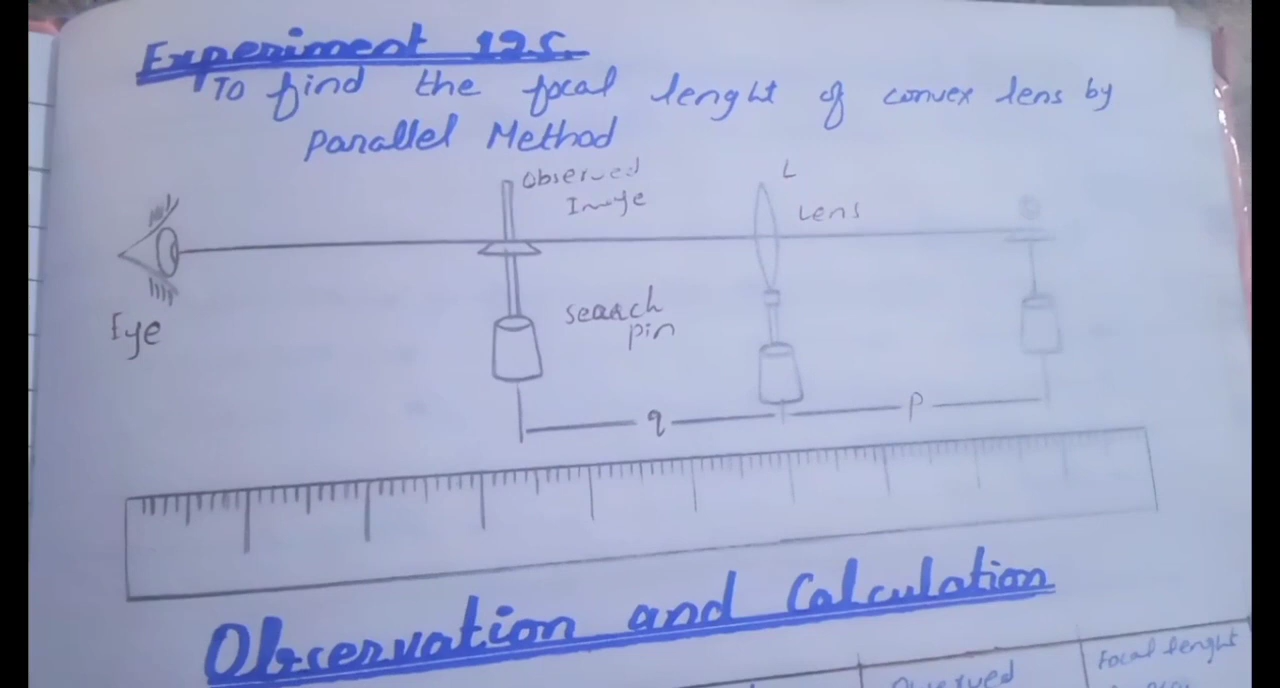 Experiment 12.5.
To find the focal lenght of convex lens by
Parallel Method
Observed
Image
L
Lens
O
Eye
search
pin
q
p
Observation and Calculation
Observed
Focal lenght